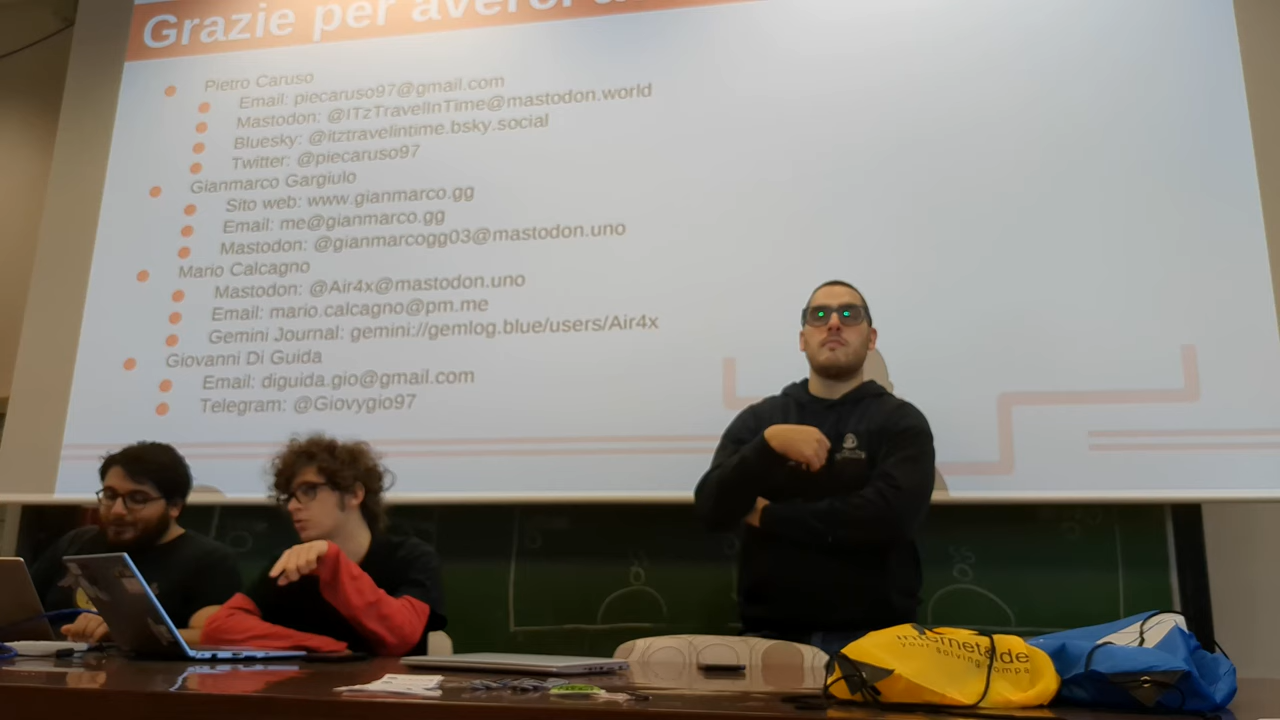 Grazie per averci
Pietro Caruso
Email: piecaruso97@gmail.com
Mastodon: @ITzTravelInTime@mastodon.world
Bluesky: @itztravelintime.bsky.social
Twitter: @piecaruso97
Gianmarco Gargiulo
Sito web: www.gianmarco.gg
Email: me@gianmarco.gg
Mastodon: @gianmarcogg03@mastodon.uno
Mario Calcagno
Mastodon: @Air4x@mastodon.uno
Email: mario.calcagno@pm.me
Gemini Journal: gemini://gemlog.blue/users/Air4x
Giovanni Di Guida
Email: diguida.gio@gmail.com
Telegram: @Giovygio97
your Solving